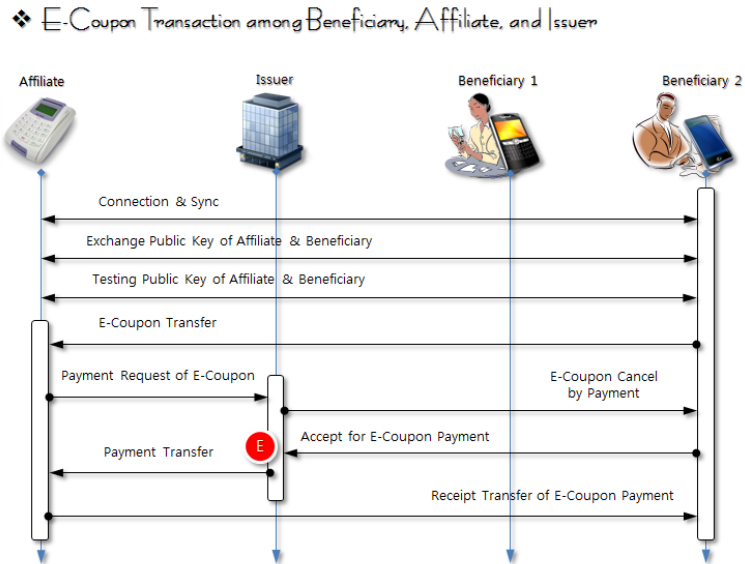 E-Coupon Transaction among Beneficiary, Affiliate, and Issuer
Affiliate
Issuer
Beneficiary 1
Beneficiary 2
Connection & Sync
Exchange Public Key of Affiliate & Beneficiary
Testing Public Key of Affiliate & Beneficiary
E-Coupon Transfer
Payment Request of E-Coupon
E-Coupon Cancel
by Payment
E
Accept for E-Coupon Payment
Payment Transfer
Receipt Transfer of E-Coupon Payment